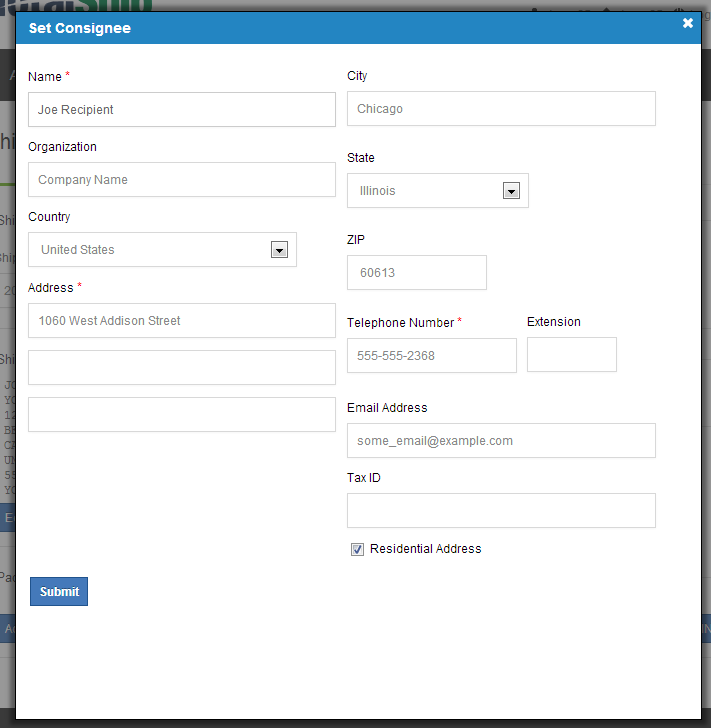 Set Consignee
Name *
Joe Recipient
Organization
Company Name
Country
United States
Address *
1060 West Addison Street
City
Chicago
State
Illinois
ZIP
60613
Telephone Number *
555-555-2368
Extension
Email Address
some_email@example.com
Tax ID
Residential Address
Submit